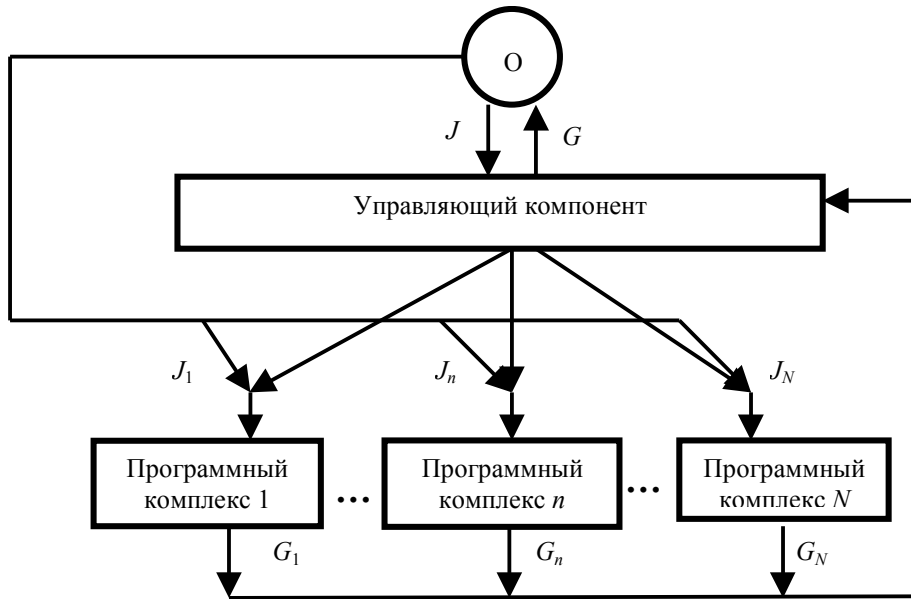 О
J
G
Управляющий компонент
J1
Jn
JN
Программный
комплекс 1
...
Программный
комплекс n
...
Программный
комплекс N
G1
Gn
GN